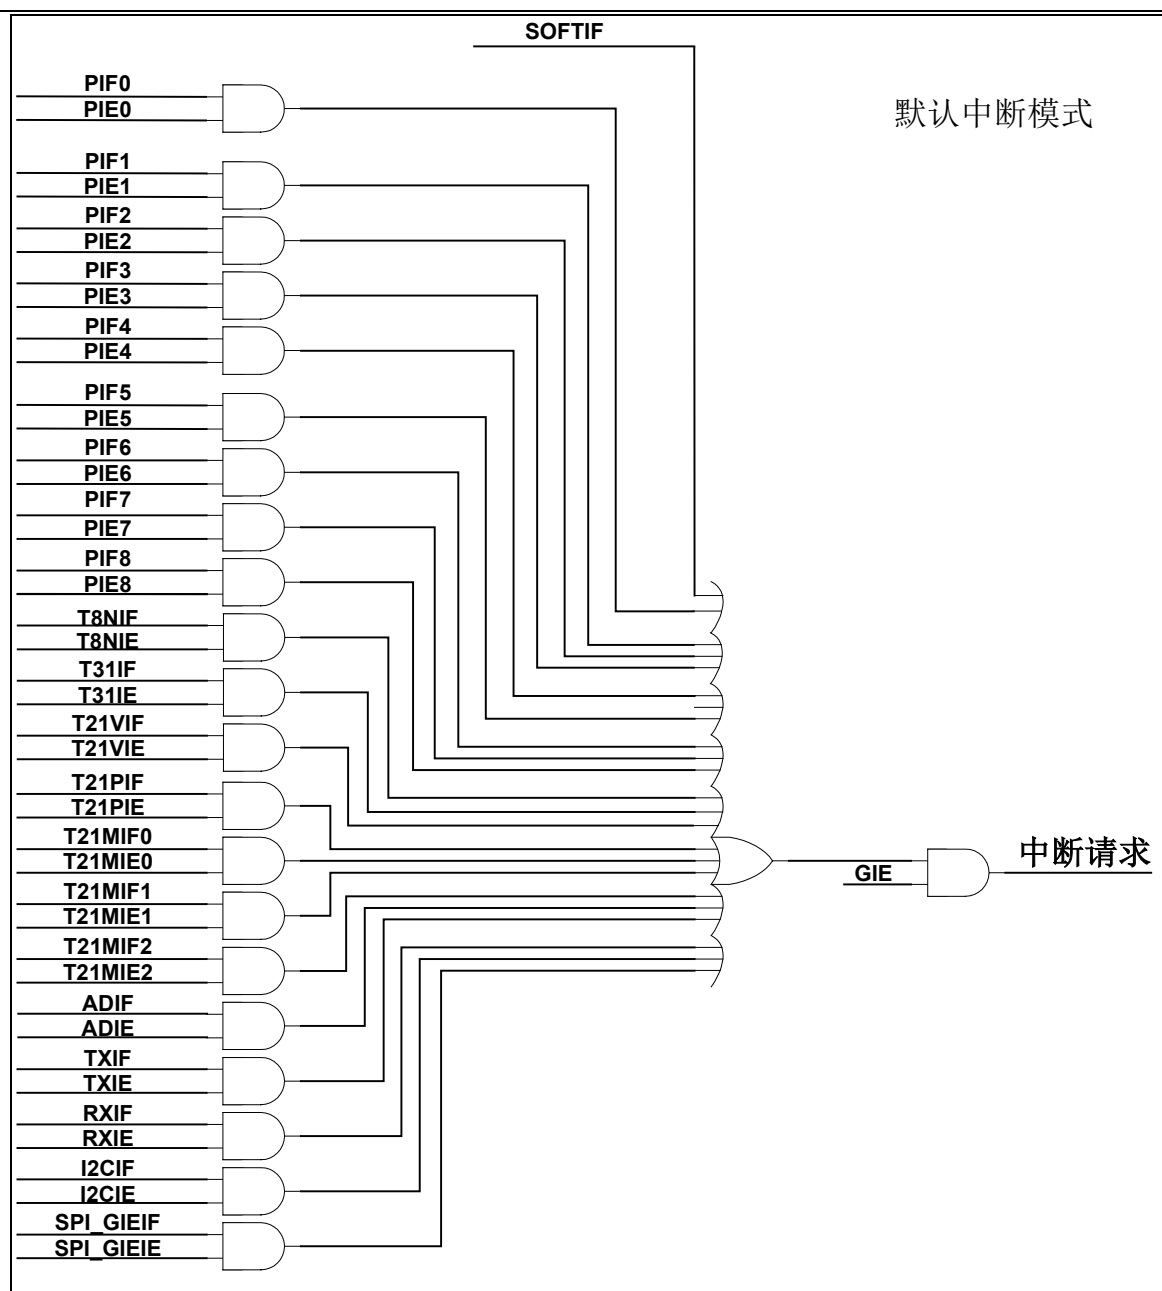 SOFTIF
PIF0
PIE0
默认中断模式
PIF1
PIE1
PIF2
PIE2
PIF3
PIE3
PIF4
PIE4
PIF5
PIE5
PIF6
PIE6
PIF7
PIE7
PIF8
PIE8
T8NIF
T8NIE
T31IF
T31IE
T21VIF
T21VIE
T21PIF
T21PIE
T21MIF0
T21MIE0
中断请求
GIE
T21MIF1
T21MIE1
T21MIF2
T21MIE2
ADIF
ADIE
TXIF
TXIE
RXIF
RXIE
I2CIF
I2CIE
SPI_GIEIF
SPI_GIEIE